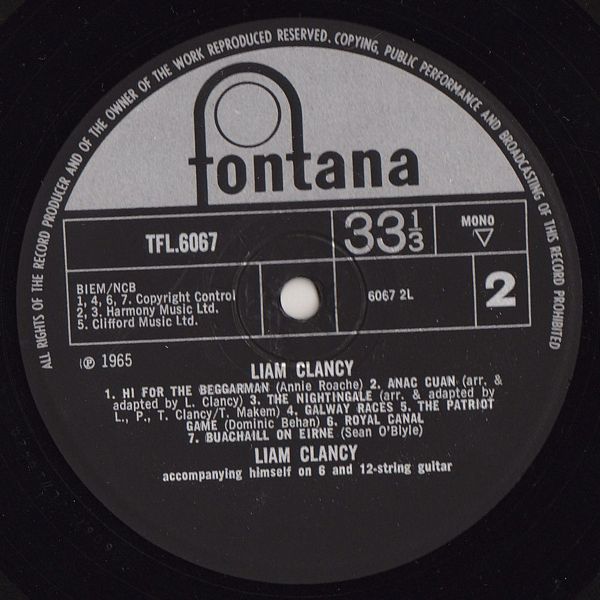 ALL RIGHTS OF THE RECORD PRODUCER AND OF THE OWNER OF THE WORK REPRODUCED RESERVED. COPYING, PUBLIC PERFORMANCE AND BROADCASTING OF THIS RECORD PROHIBITED
fontana
TFL.6067
33 1/3
MONO
BIEM/NCB
1, 4, 6, 7. Copyright Control
2, 3. Harmony Music Ltd.
5. Clifford Music Ltd.
6067 2L
2
℗ 1965
LIAM CLANCY
1. HI FOR THE BEGGARMAN (Annie Roache) 2. ANAC CUAN (arr. &
adapted by L. Clancy) 3. THE NIGHTINGALE (arr. & adapted by
L., P., T. Clancy/T. Makem) 4. GALWAY RACES 5. THE PATRIOT
GAME (Dominic Behan) 6. ROYAL CANAL
7. BUACHAILL ON EIRNE (Sean O'Blyle)
LIAM CLANCY
accompanying himself on 6 and 12-string guitar